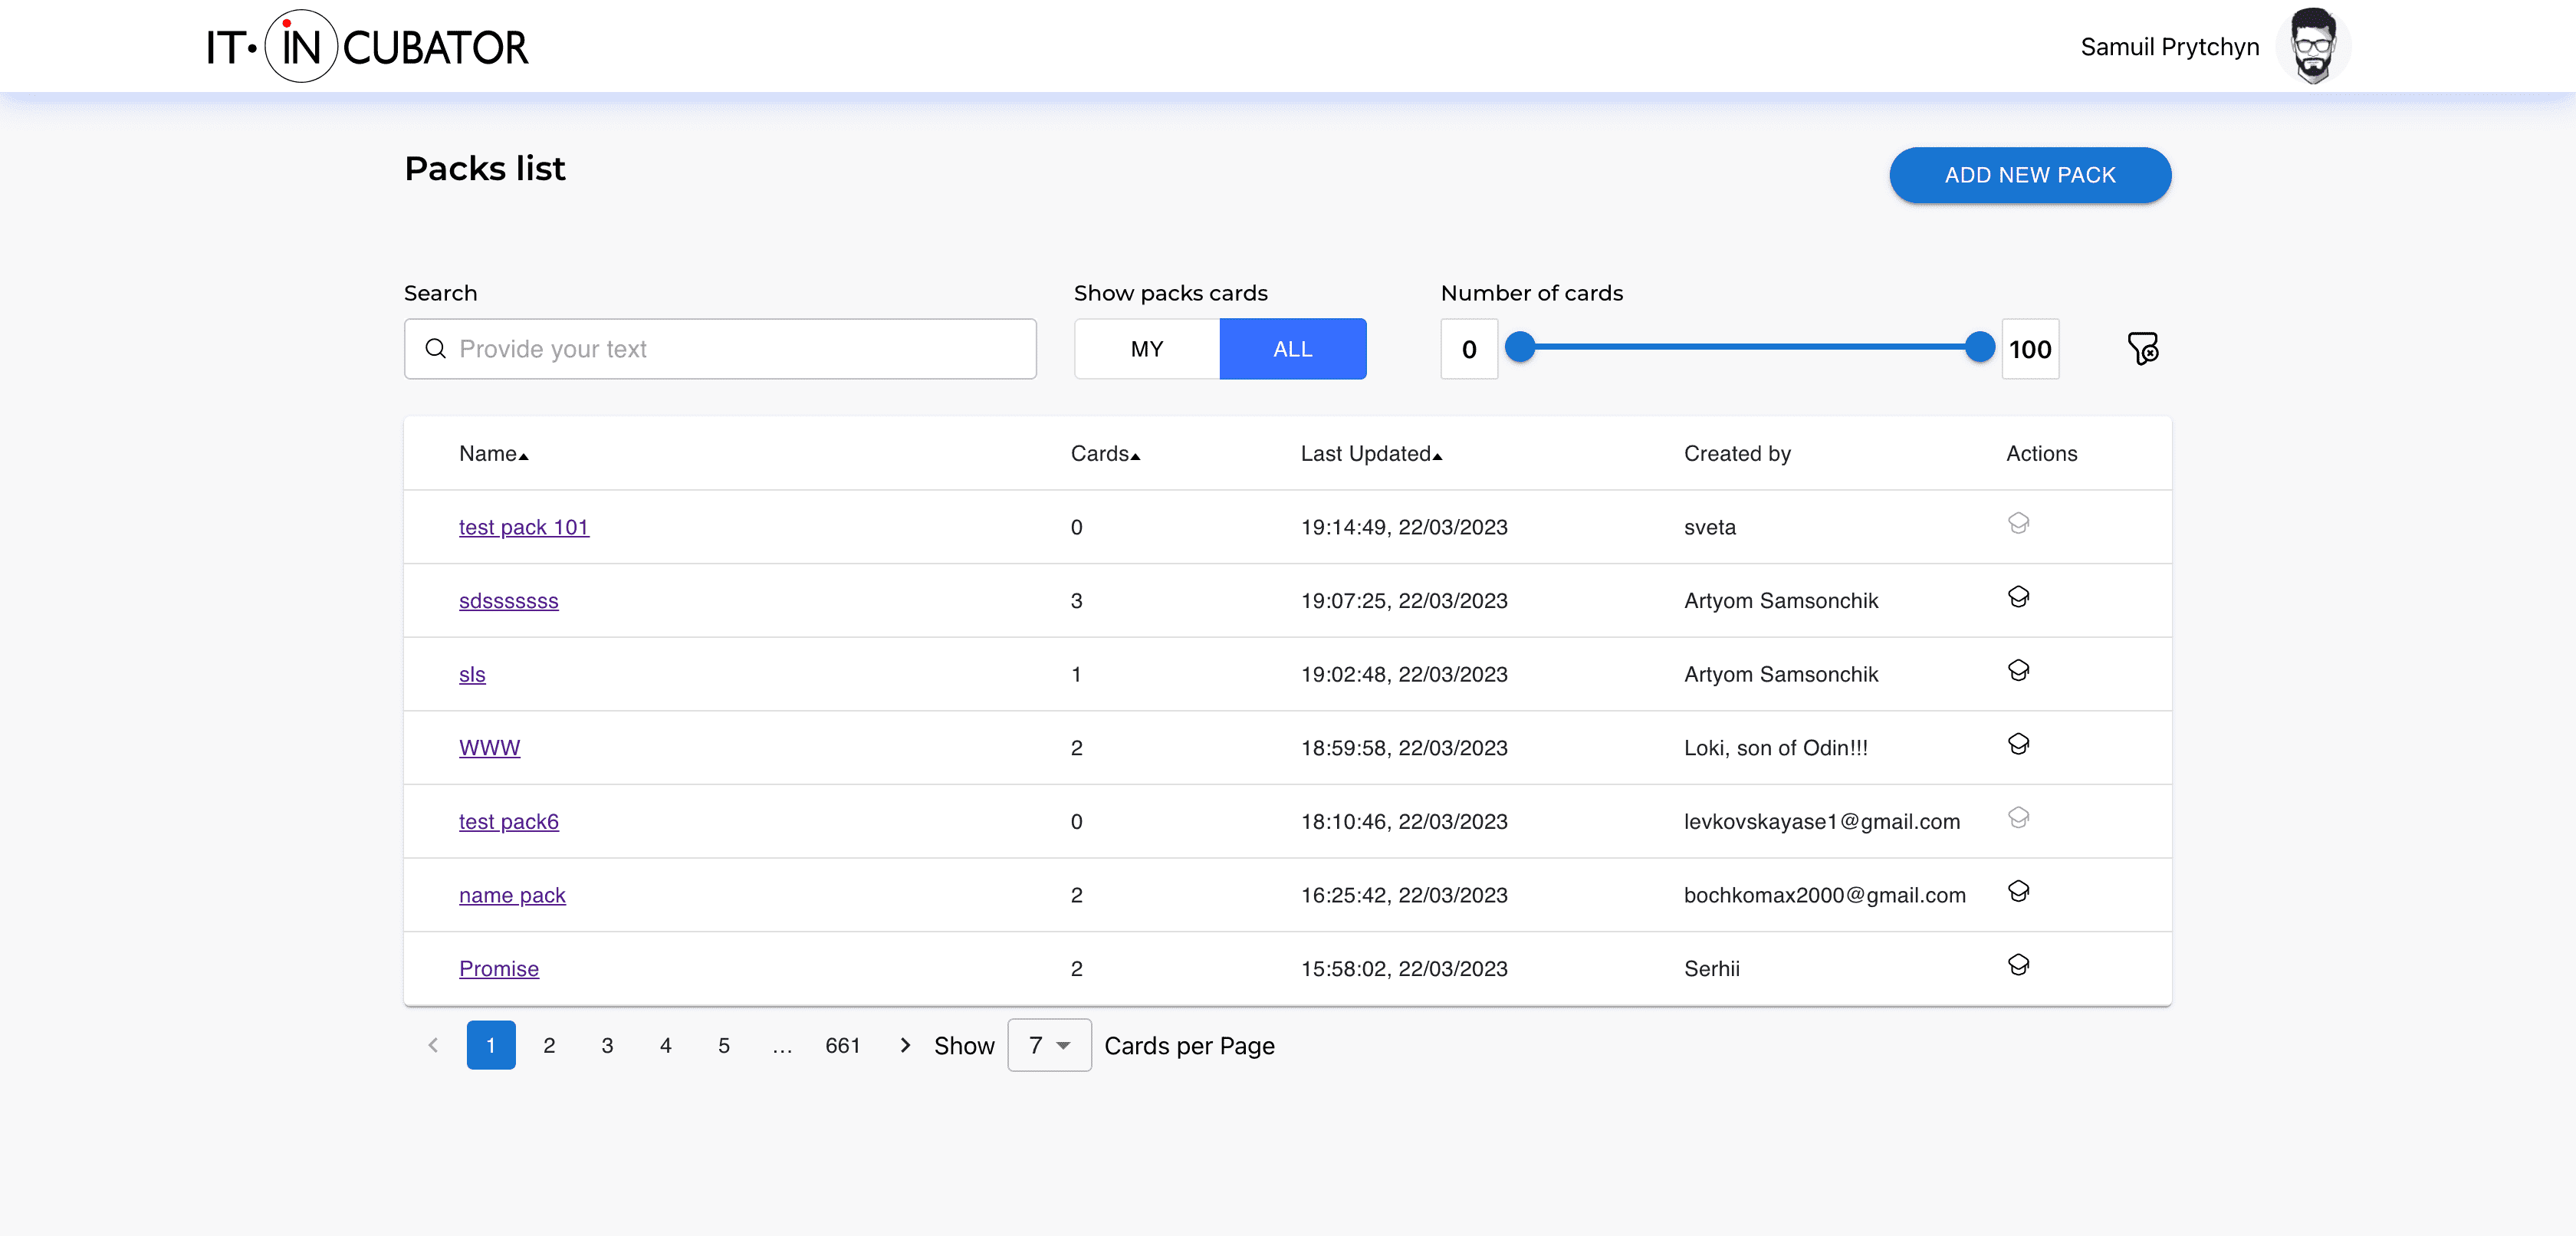 IT• iNCUBATOR
Samuil Prytchyn
Packs list
ADD NEW PACK
Search
Show packs cards
Number of cards
Provide your text
MY
ALL
0
100
Name Cards Last Updated Created by Actions
test pack 101 0 19:14:49, 22/03/2023 sveta
sdsssssss 3 19:07:25, 22/03/2023 Artyom Samsonchik
sls 1 19:02:48, 22/03/2023 Artyom Samsonchik
WWW 2 18:59:58, 22/03/2023 Loki, son of Odin!!!
test pack6 0 18:10:46, 22/03/2023 levkovskayase1@gmail.com
name pack 2 16:25:42, 22/03/2023 bochkomax2000@gmail.com
Promise 2 15:58:02, 22/03/2023 Serhii
1 2 3 4 5 … 661 Show 7 Cards per Page